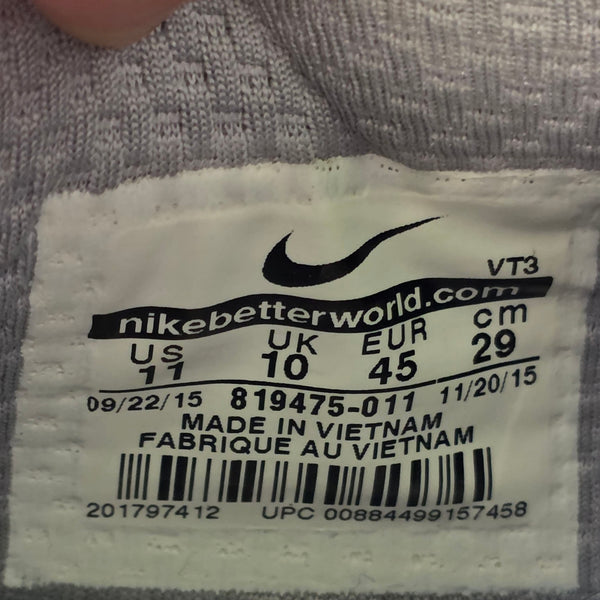 VT3
nikebetterworld.com
US UK EUR cm
11 10 45 29
09/22/15 819475-011 11/20/15
MADE IN VIETNAM
FABRIQUE AU VIETNAM
201797412 UPC 00884499157458